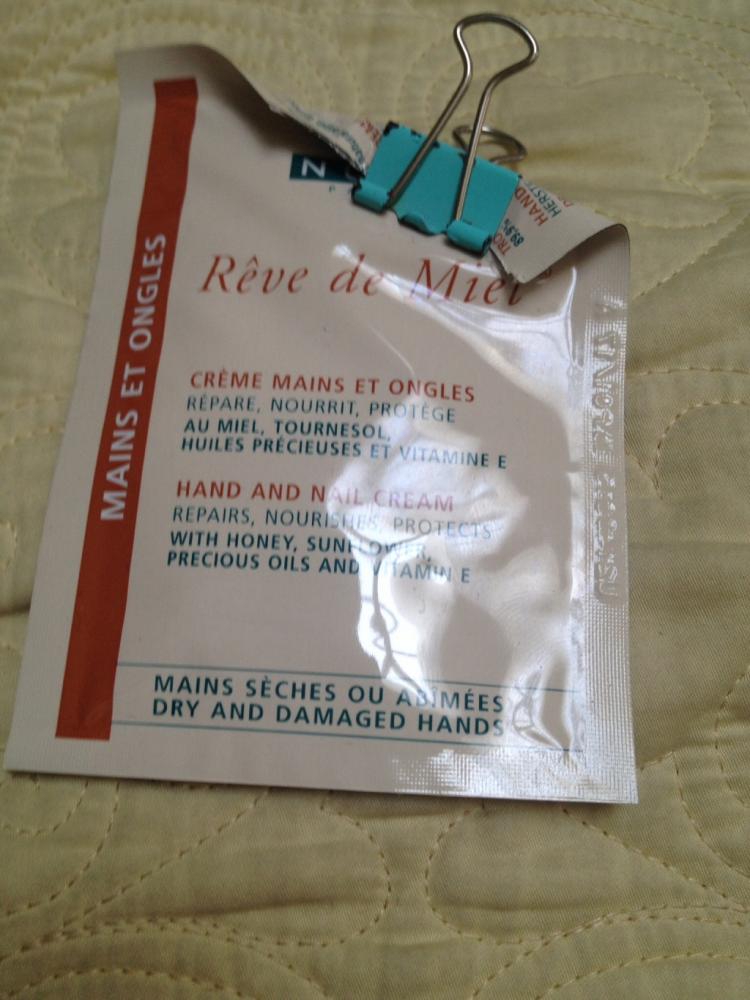 N
Rêve de Miel
MAINS ET ONGLES
CRÈME MAINS ET ONGLES
RÉPARE, NOURRIT, PROTÈGE
AU MIEL, TOURNESOL,
HUILES PRÉCIEUSES ET VITAMINE E
HAND AND NAIL CREAM
REPAIRS, NOURISHES, PROTECTS
WITH HONEY, SUNFLOWER,
PRECIOUS OILS AND VITAMIN E
MAINS SÈCHES OU ABÎMÉES
DRY AND DAMAGED HANDS